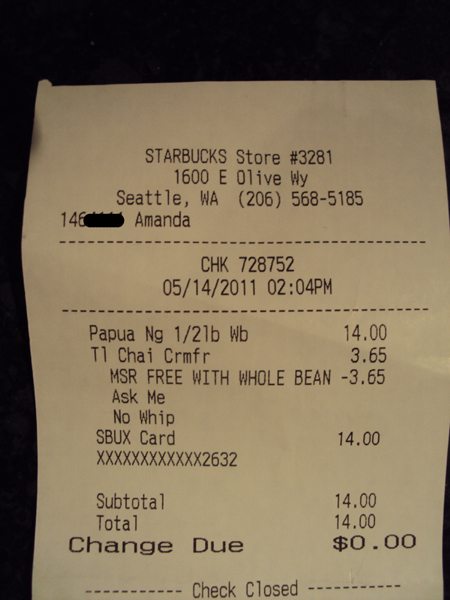 STARBUCKS Store #3281
1600 E Olive Wy
Seattle, WA (206) 568-5185
146 Amanda
CHK 728752
05/14/2011 02:04PM
Papua Ng 1/2lb Wb 14.00
Tl Chai Crmfr 3.65
MSR FREE WITH WHOLE BEAN -3.65
Ask Me
No Whip
SBUX Card 14.00
XXXXXXXXXXXX2632
Subtotal 14.00
Total 14.00
Change Due $0.00
----------- Check Closed -----------